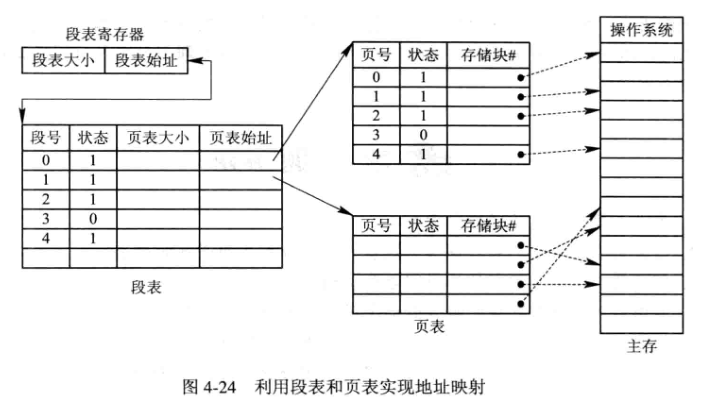 段表寄存器
段表大小 段表始址
段号 状态 页表大小 页表始址
0 1
1 1
2 1
3 0
4 1
段表
页号 状态 存储块#
0 1
1 1
2 1
3 0
4 1
页号 状态 存储块#
页表
操作系统
主存
图 4-24 利用段表和页表实现地址映射